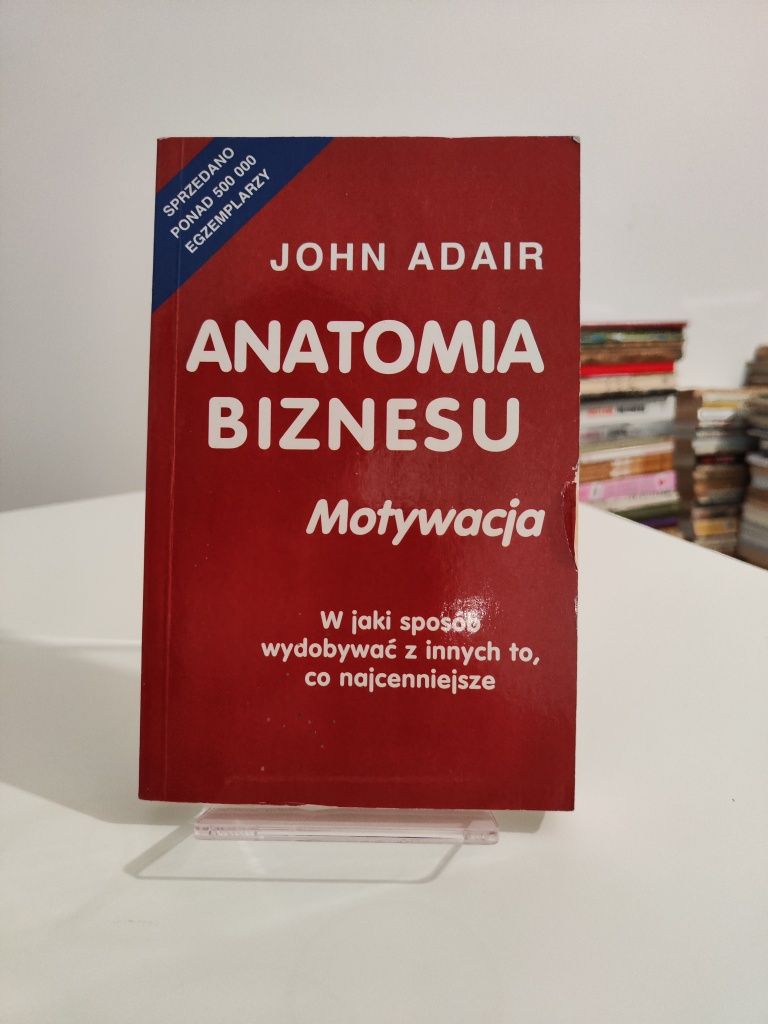 SPRZEDANO
PONAD 500 000
EGZEMPLARZY
JOHN ADAIR
ANATOMIA
BIZNESU
Motywacja
W jaki sposób
wydobywać z innych to,
co najcenniejsze